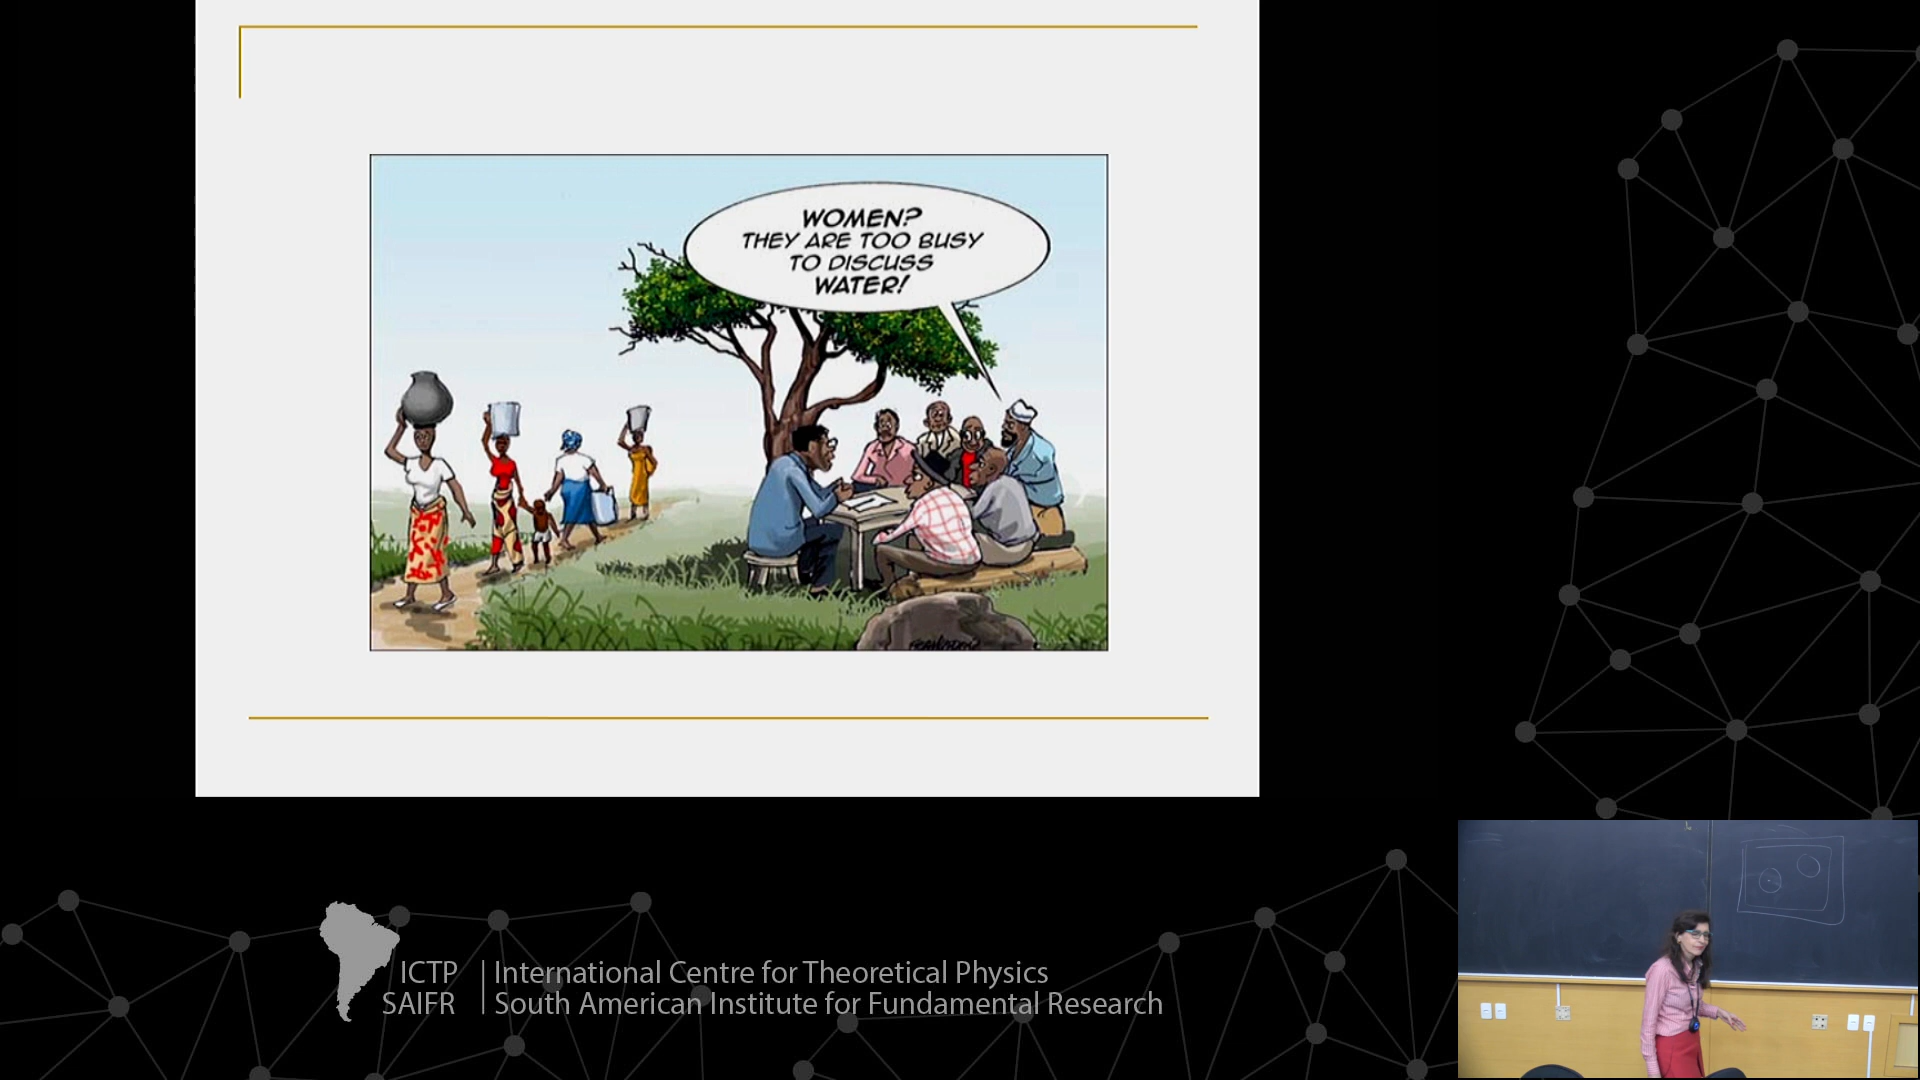 WOMEN?
THEY ARE TOO BUSY
TO DISCUSS
WATER!
ICTP
SAIFR
International Centre for Theoretical Physics
South American Institute for Fundamental Research